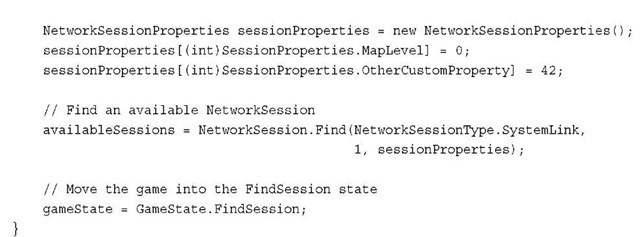 NetworkSessionProperties sessionProperties = new NetworkSessionProperties();
sessionProperties[(int)SessionProperties.MapLevel] = 0;
sessionProperties[(int)SessionProperties.OtherCustomProperty] = 42;
// Find an available NetworkSession
availableSessions = NetworkSession.Find(NetworkSessionType.SystemLink,
1, sessionProperties);
// Move the game into the FindSession state
gameState = GameState.FindSession;
}